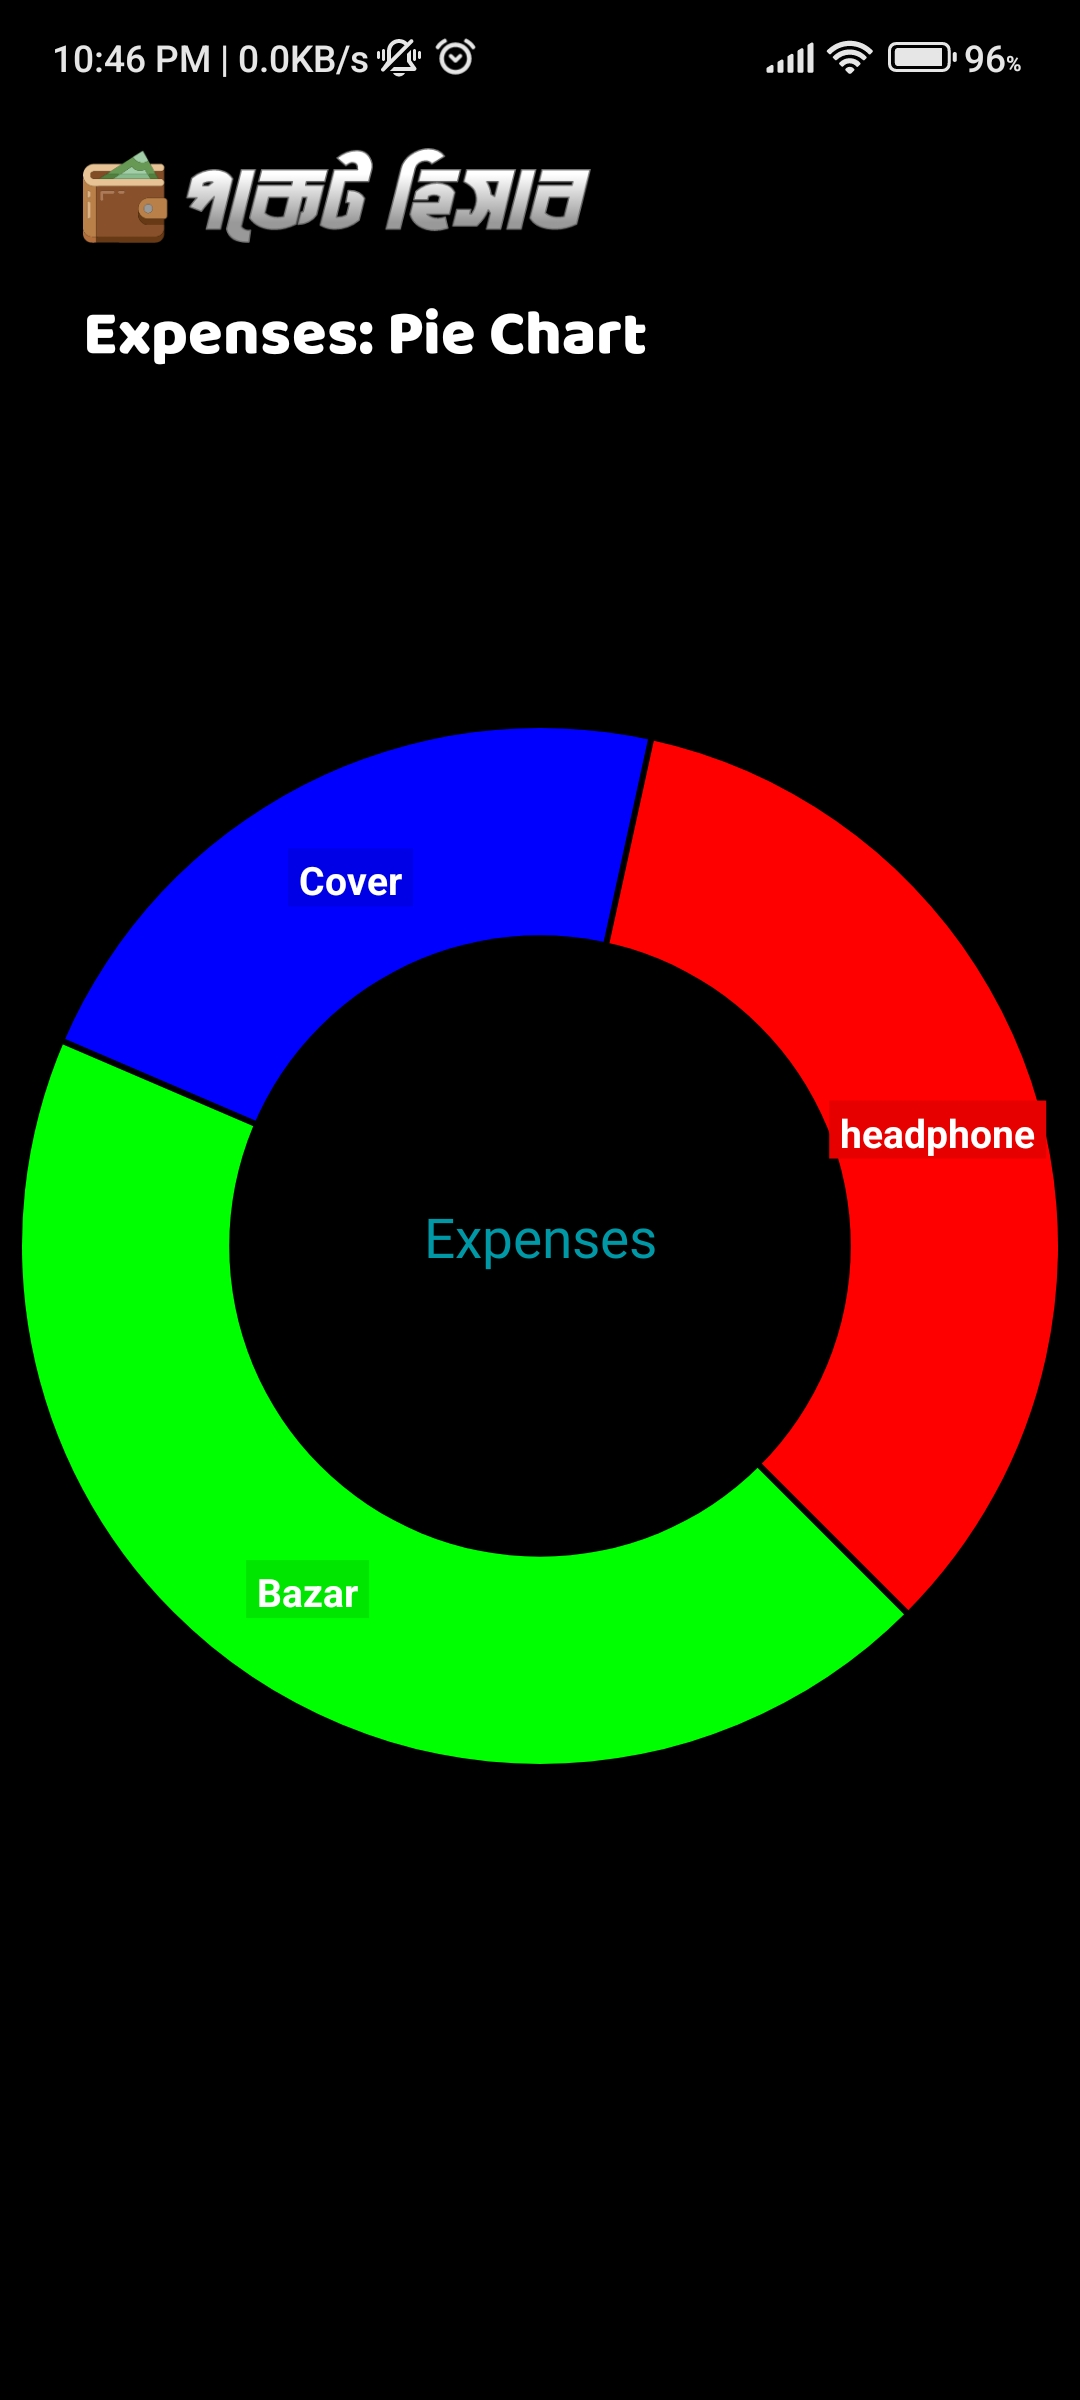 10:46 PM | 0.0KB/s 96%
পকেট হিসাব
Expenses: Pie Chart
Cover
headphone
Expenses
Bazar